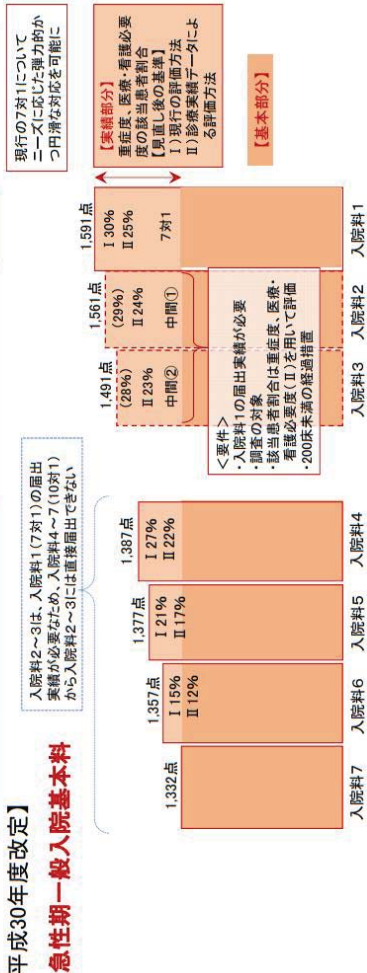 平成30年度改定】
急性期一般入院基本料
入院料2～3は、入院料1(7対1)の届出
実績が必要なため、入院料4～7(10対1)
から入院料2～3には直接届出できない
現行の7対1について
ニーズに応じた弾力的か
つ円滑な対応を可能に
【実績部分】
重症度、医療・看護必要
度の該当患者割合
【見直し後の基準】
Ⅰ)現行の評価方法
Ⅱ)診療実績データによ
る評価方法
【基本部分】
1,332点
入院料7
1,357点
Ⅰ 15%
Ⅱ 12%
入院料6
1,377点
Ⅰ 21%
Ⅱ 17%
入院料5
1,387点
Ⅰ 27%
Ⅱ 22%
入院料4
1,491点
(28%)
Ⅱ 23%
中間②
入院料3
1,561点
(29%)
Ⅱ 24%
中間①
入院料2
1,591点
Ⅰ 30%
Ⅱ 25%
7対1
入院料1
＜要件＞
・入院料1の届出実績が必要
・調査の対象
・該当患者割合は重症度、医療・
看護必要度(Ⅱ)を用いて評価
・200床未満の経過措置